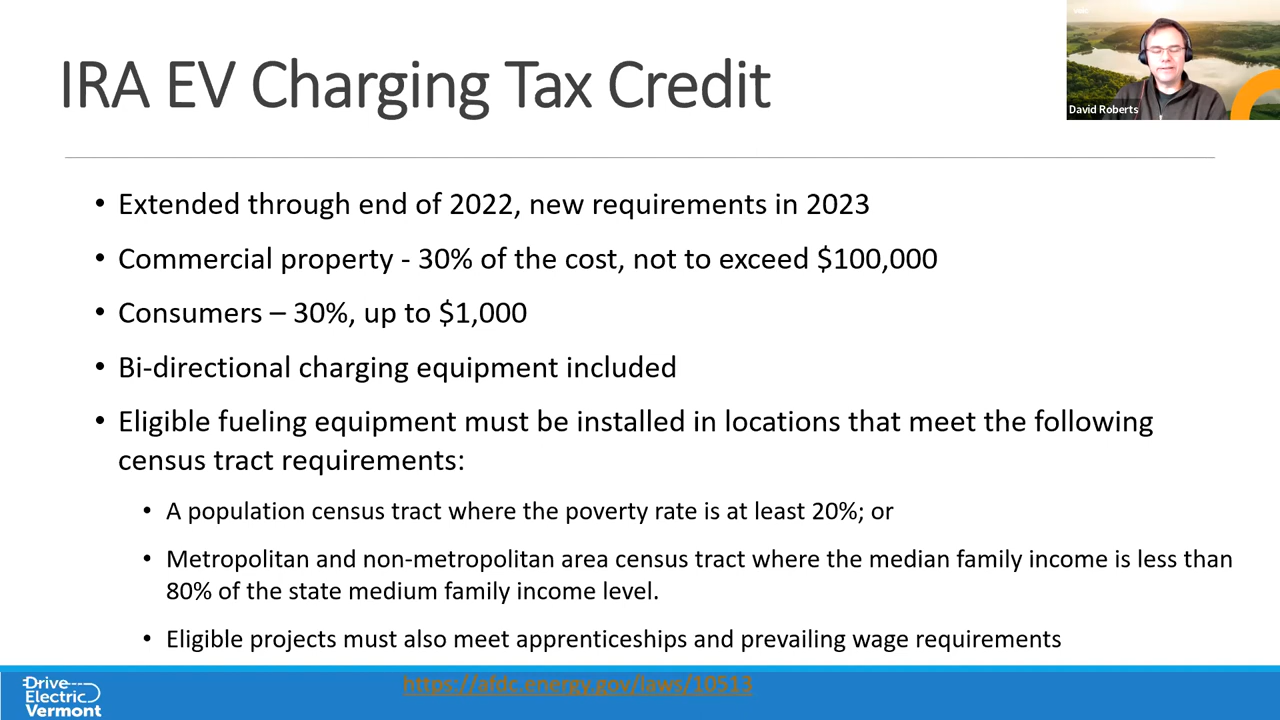 IRA EV Charging Tax Credit
David Roberts
• Extended through end of 2022, new requirements in 2023
• Commercial property - 30% of the cost, not to exceed $100,000
• Consumers – 30%, up to $1,000
• Bi-directional charging equipment included
• Eligible fueling equipment must be installed in locations that meet the following
census tract requirements:
• A population census tract where the poverty rate is at least 20%; or
• Metropolitan and non-metropolitan area census tract where the median family income is less than
80% of the state medium family income level.
• Eligible projects must also meet apprenticeships and prevailing wage requirements
https://afdc.energy.gov/laws/10513
Drive
Electric
Vermont